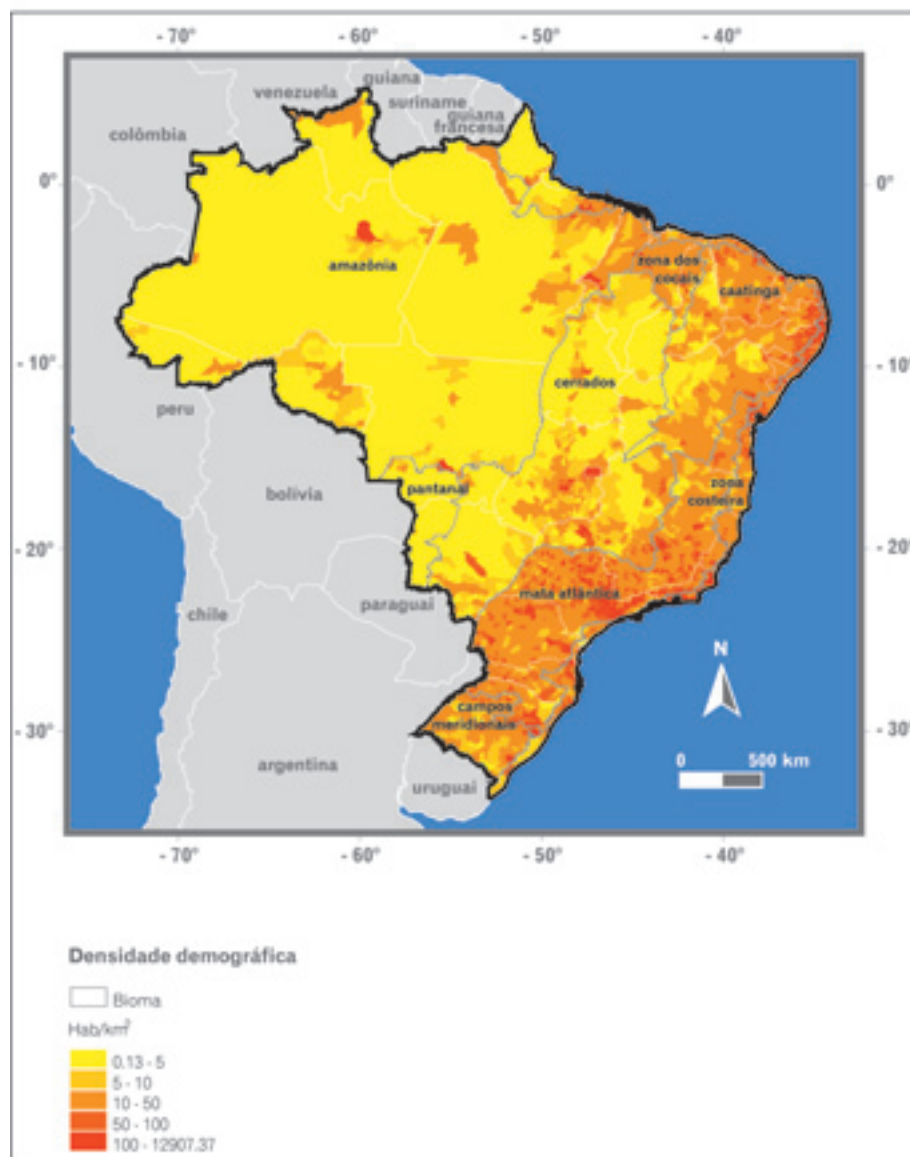 - 70°
- 60°
- 50°
- 40°
guiana
venezuela
suriname
guiana
francesa
colômbia
0°
0°
amazônia
zona dos
cocais
caatinga
- 10°
- 10°
cerrados
peru
pantanal
zona
costeira
bolívia
- 20°
- 20°
mata atlântica
paraguai
chile
N
campos
meridionais
- 30°
- 30°
0 500 km
argentina
uruguai
- 70°
- 60°
- 50°
- 40°
Densidade demográfica
Bioma
Hab/km²
0.13 - 5
5 - 10
10 - 50
50 - 100
100 - 12907.37